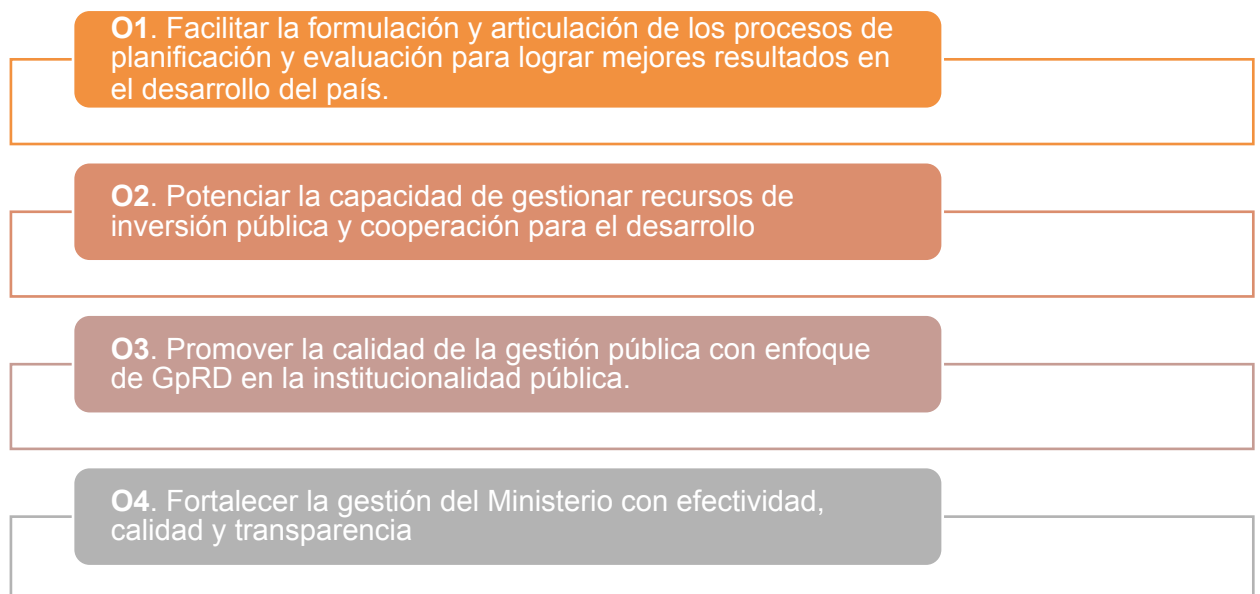 O1. Facilitar la formulación y articulación de los procesos de
planificación y evaluación para lograr mejores resultados en
el desarrollo del país.
O2. Potenciar la capacidad de gestionar recursos de
inversión pública y cooperación para el desarrollo
O3. Promover la calidad de la gestión pública con enfoque
de GpRD en la institucionalidad pública.
O4. Fortalecer la gestión del Ministerio con efectividad,
calidad y transparencia